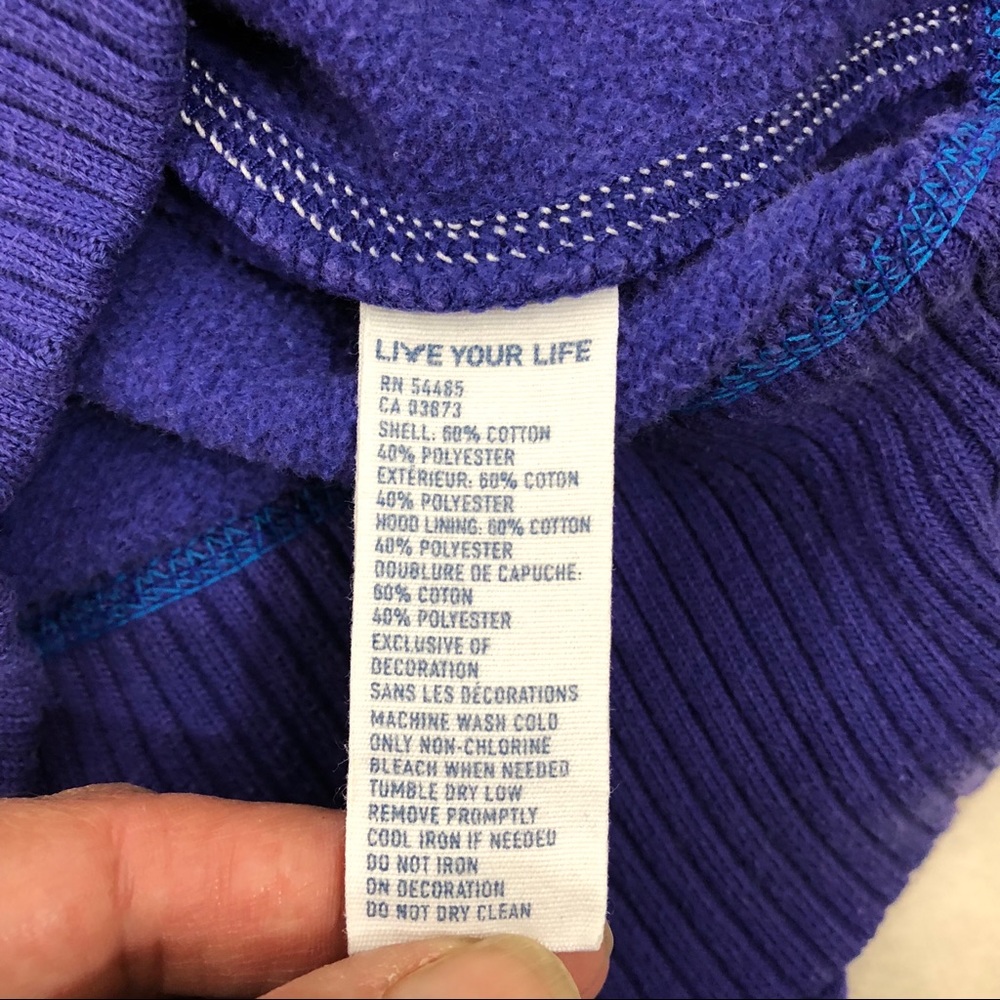 LIVE YOUR LIFE
RN 54485
CA 03673
SHELL: 60% COTTON
40% POLYESTER
EXTÉRIEUR: 60% COTON
40% POLYESTER
HOOD LINING: 60% COTTON
40% POLYESTER
DOUBLURE DE CAPUCHE:
60% COTON
40% POLYESTER
EXCLUSIVE OF
DECORATION
SANS LES DÉCORATIONS
MACHINE WASH COLD
ONLY NON-CHLORINE
BLEACH WHEN NEEDED
TUMBLE DRY LOW
REMOVE PROMPTLY
COOL IRON IF NEEDED
DO NOT IRON
ON DECORATION
DO NOT DRY CLEAN